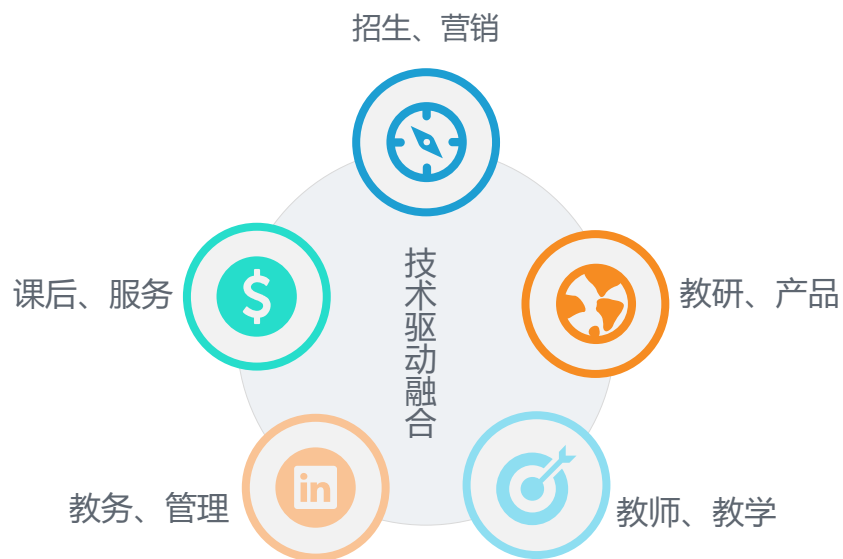 招生、营销
技术驱动融合
课后、服务
教研、产品
in
教务、管理
教师、教学